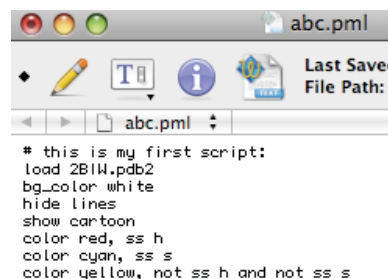 abc.pml
T
i
TEXT
Last Save
File Path:
abc.pml
# this is my first script:
load 2BIW.pdb2
bg_color white
hide lines
show cartoon
color red, ss h
color cyan, ss s
color yellow, not ss h and not ss s